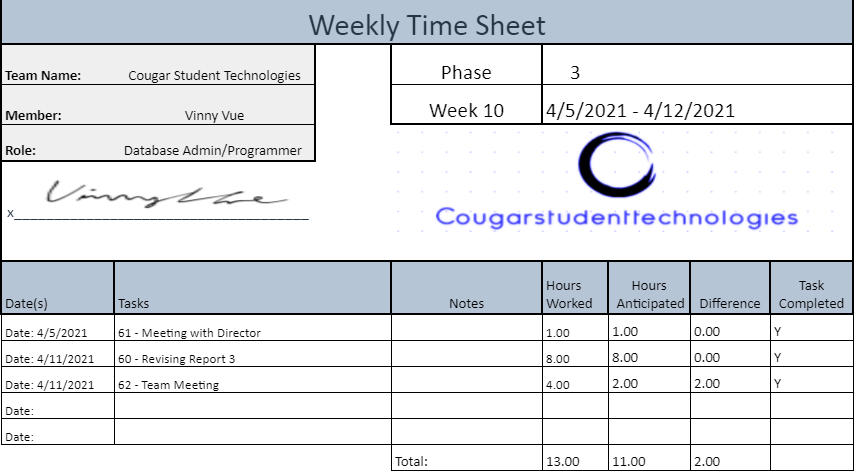 Weekly Time Sheet
Team Name: Cougar Student Technologies
Phase 3
Member: Vinny Vue
Week 10 4/5/2021 - 4/12/2021
Role: Database Admin/Programmer
Vinny Vue
x
Cougarstudenttechnologies
Date(s) Tasks Notes Hours Worked Hours Anticipated Difference Task Completed
Date: 4/5/2021 61 - Meeting with Director 1.00 1.00 0.00 Y
Date: 4/11/2021 60 - Revising Report 3 8.00 8.00 0.00 Y
Date: 4/11/2021 62 - Team Meeting 4.00 2.00 2.00 Y
Date:
Date:
Total: 13.00 11.00 2.00